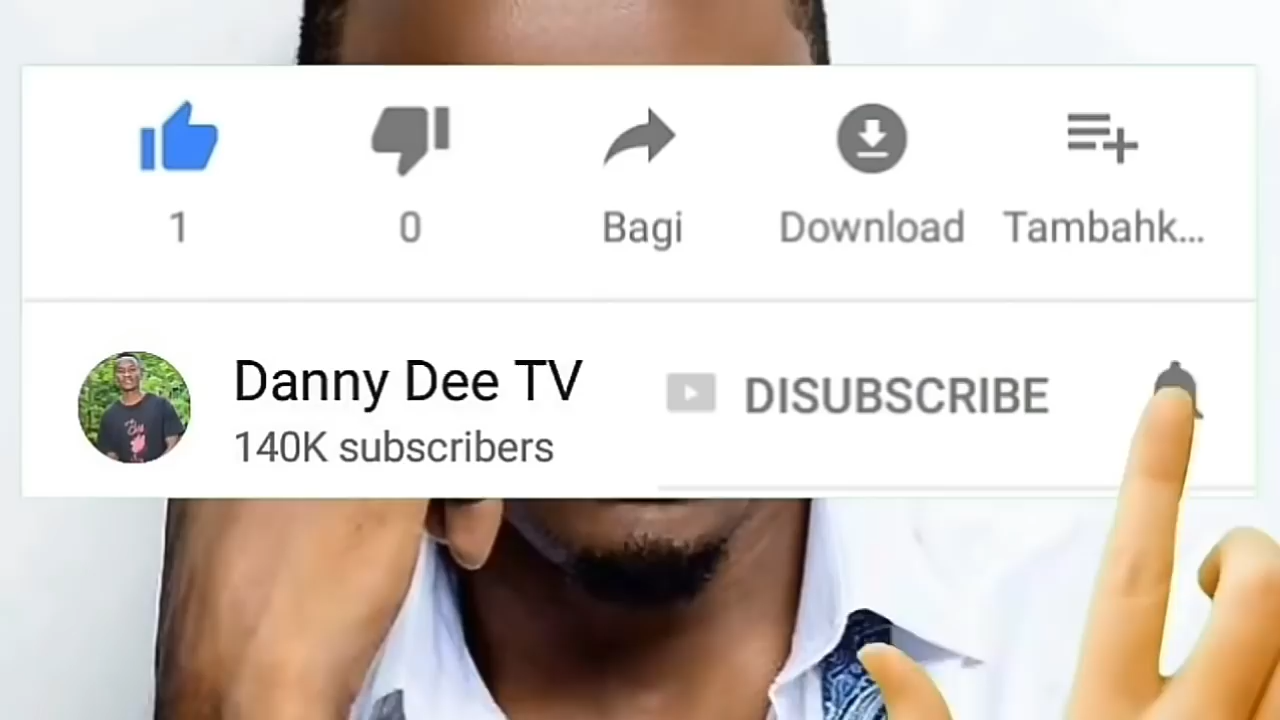 1
0
Bagi
Download
Tambahk...
Danny Dee TV
DISUBSCRIBE
140K subscribers